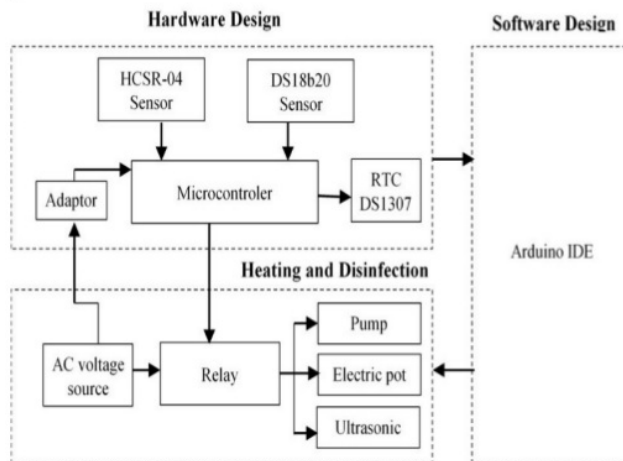 Hardware Design
Software Design
HCSR-04
Sensor
DS18b20
Sensor
Adaptor
Microcontroler
RTC
DS1307
Arduino IDE
Heating and Disinfection
AC voltage
source
Relay
Pump
Electric pot
Ultrasonic